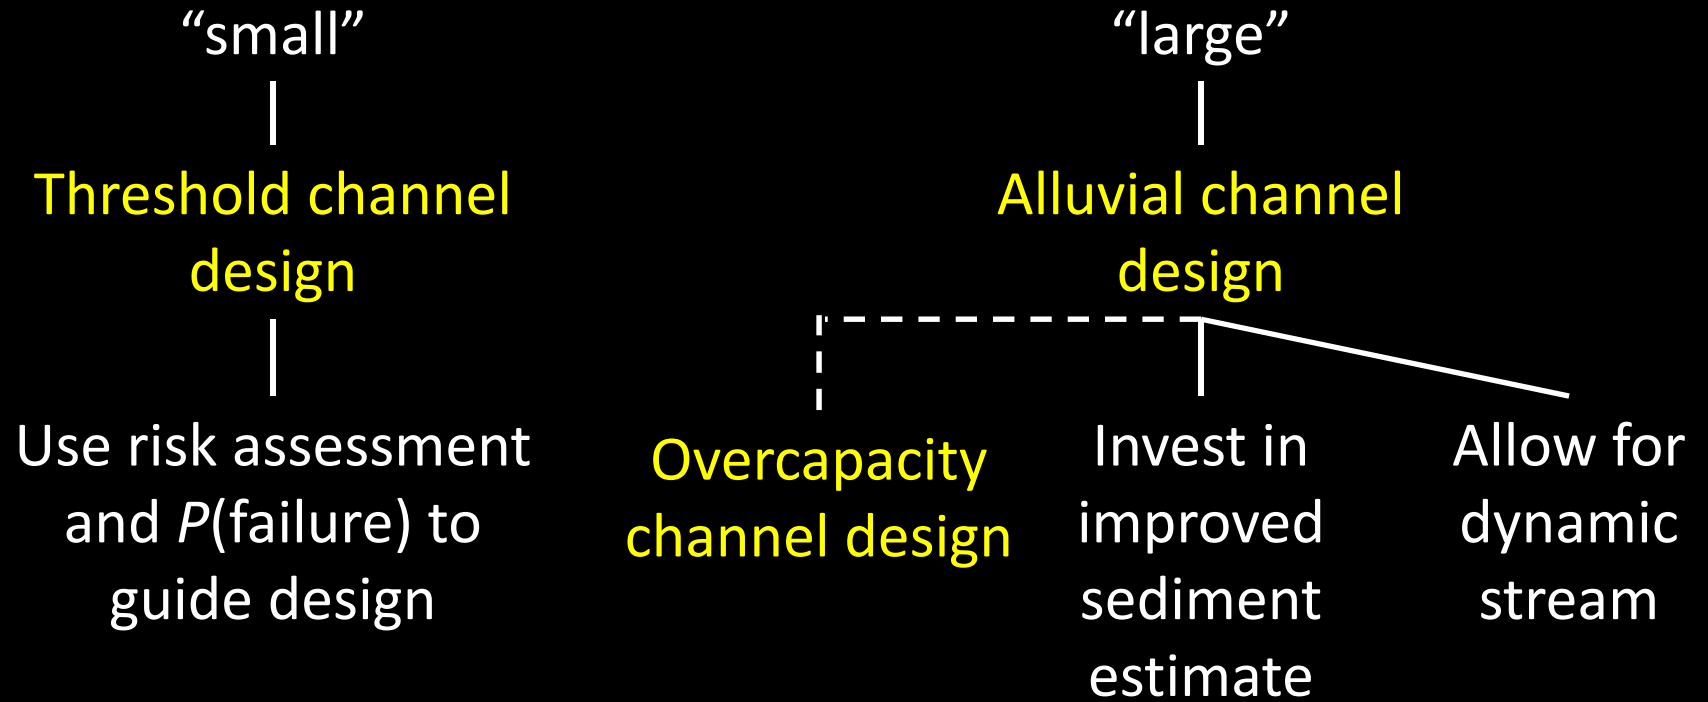 “small”
“large”
Threshold channel
design
Alluvial channel
design
Use risk assessment
and P(failure) to
guide design
Overcapacity
channel design
Invest in
improved
sediment
estimate
Allow for
dynamic
stream